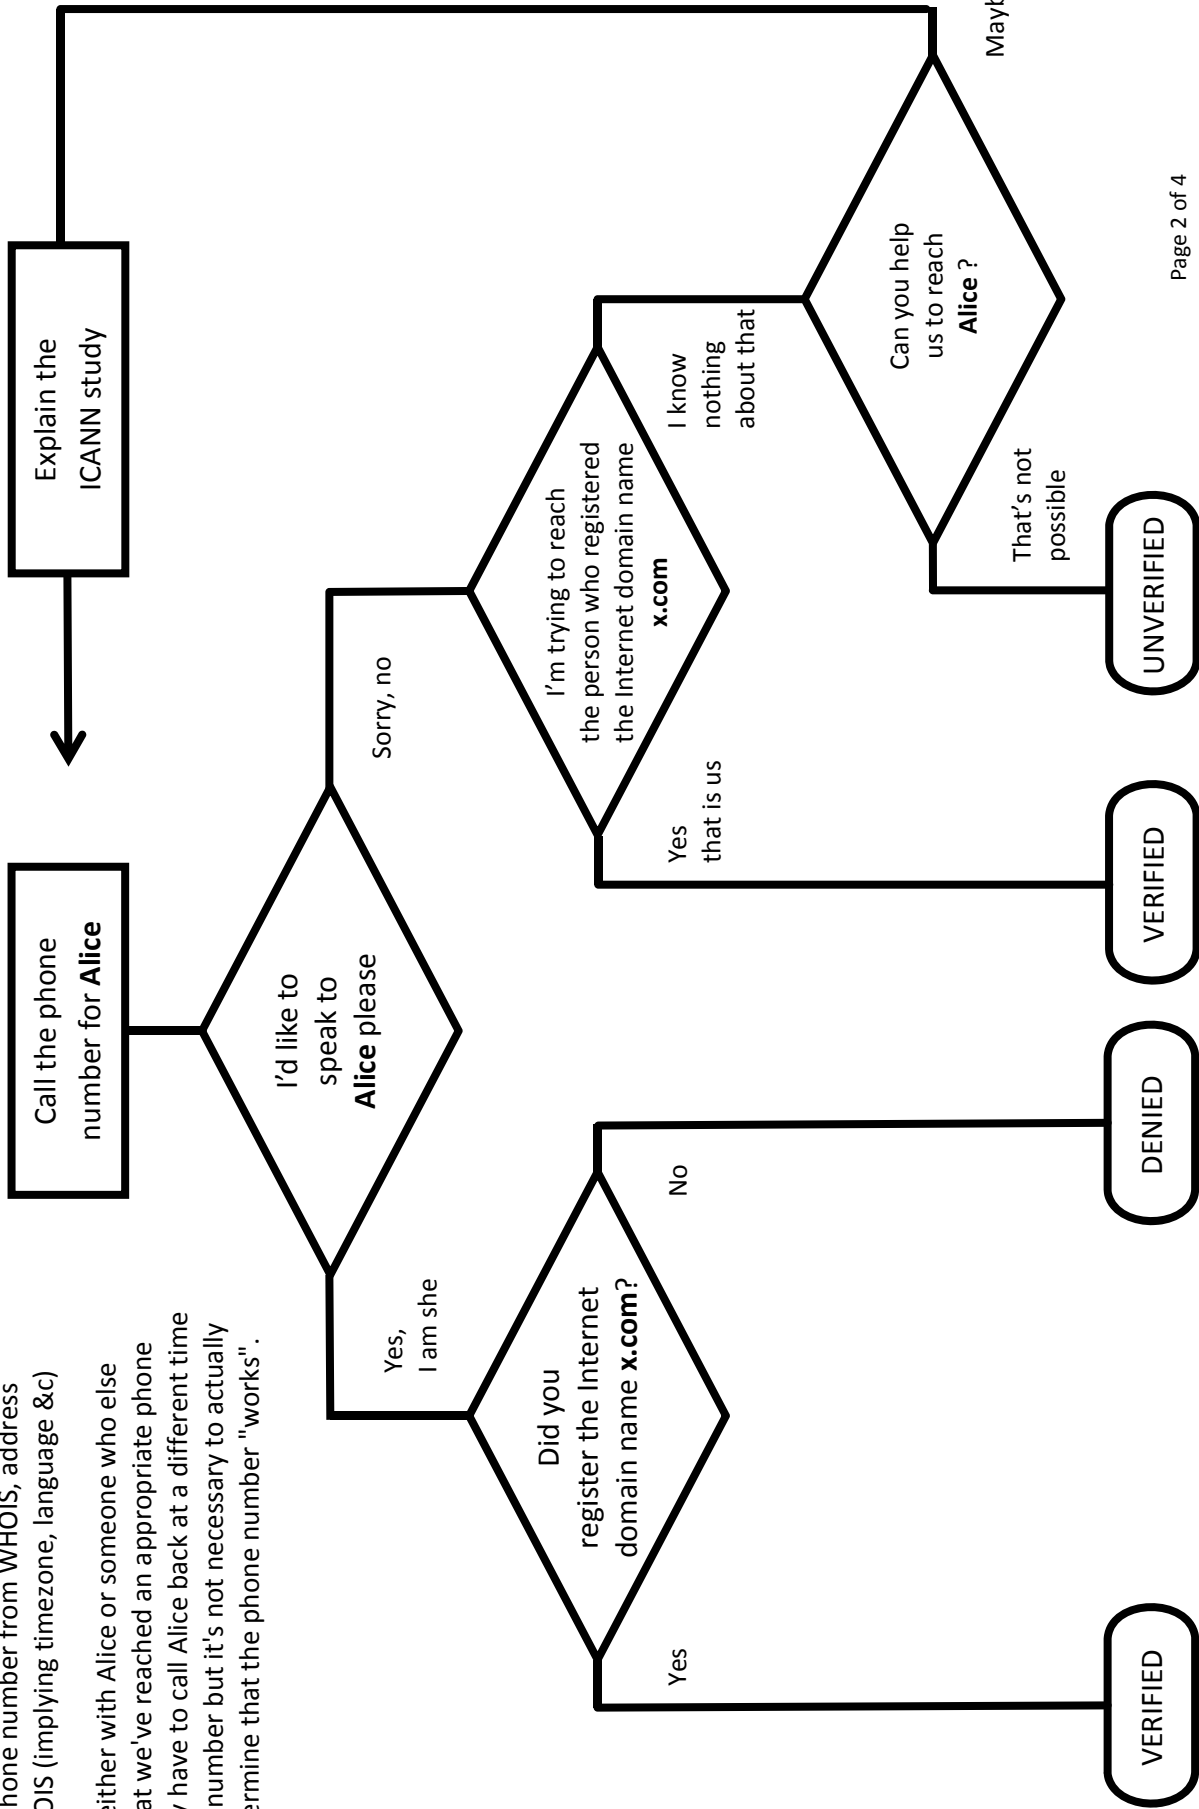 hone number from WHOIS, address
OIS (implying timezone, language &c)
either with Alice or someone who else
at we've reached an appropriate phone
have to call Alice back at a different time
number but it's not necessary to actually
ermine that the phone number "works".
Call the phone
number for Alice
Explain the
ICANN study
I'd like to
speak to
Alice please
Yes,
I am she
Sorry, no
Did you
register the Internet
domain name x.com?
I'm trying to reach
the person who registered
the Internet domain name
x.com
Yes
No
Yes
that is us
I know
nothing
about that
Can you help
us to reach
Alice ?
That's not
possible
Mayb
VERIFIED
DENIED
VERIFIED
UNVERIFIED
Page 2 of 4